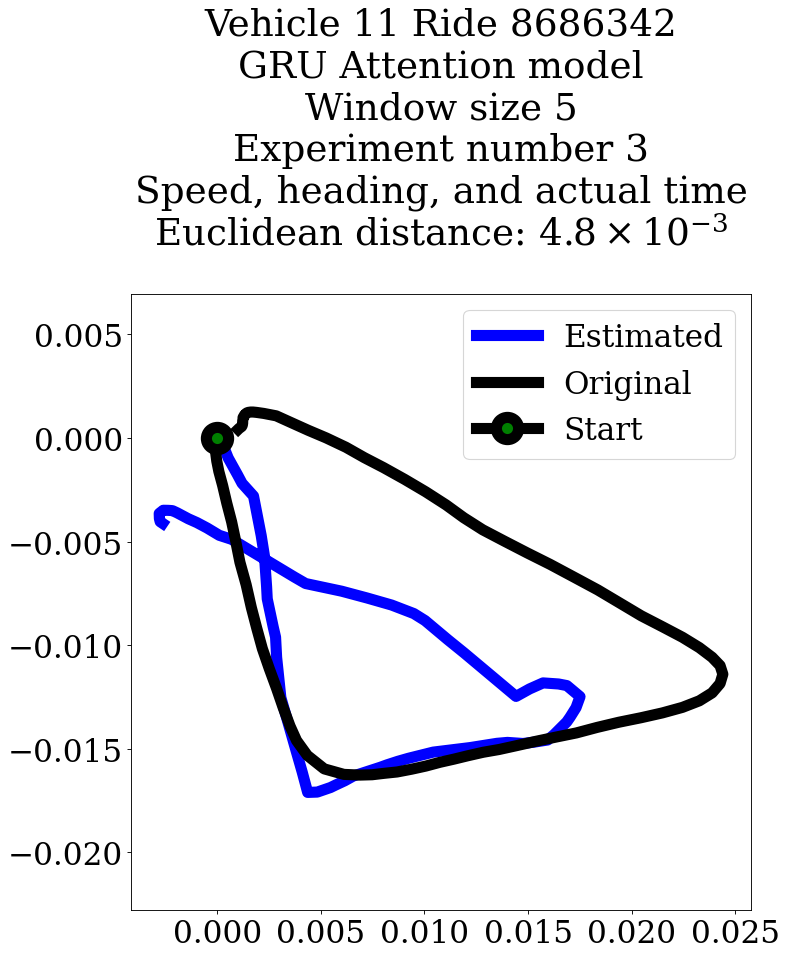 Vehicle 11 Ride 8686342
GRU Attention model
Window size 5
Experiment number 3
Speed, heading, and actual time
Euclidean distance: 4.8 × 10⁻³
Estimated
Original
Start
0.005
0.000
−0.005
−0.010
−0.015
−0.020
0.000 0.005 0.010 0.015 0.020 0.025